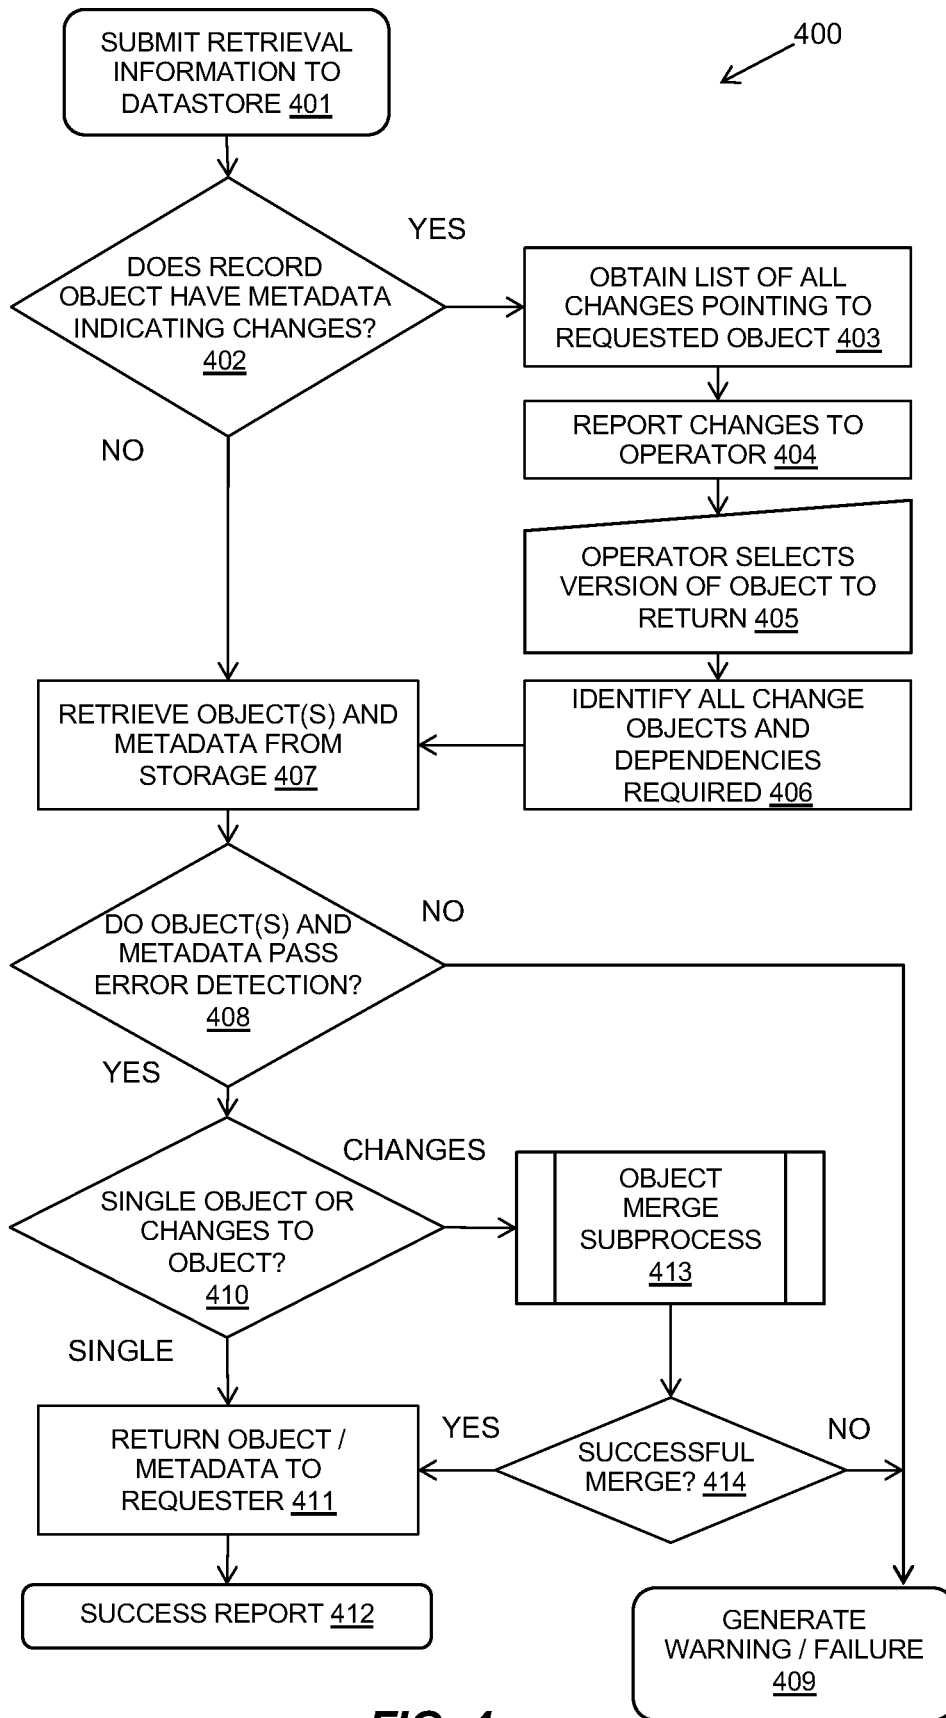 400
SUBMIT RETRIEVAL
INFORMATION TO
DATASTORE 401
YES
DOES RECORD
OBJECT HAVE METADATA
INDICATING CHANGES?
402
OBTAIN LIST OF ALL
CHANGES POINTING TO
REQUESTED OBJECT 403
REPORT CHANGES TO
OPERATOR 404
NO
OPERATOR SELECTS
VERSION OF OBJECT TO
RETURN 405
IDENTIFY ALL CHANGE
OBJECTS AND
DEPENDENCIES
REQUIRED 406
RETRIEVE OBJECT(S) AND
METADATA FROM
STORAGE 407
NO
DO OBJECT(S) AND
METADATA PASS
ERROR DETECTION?
408
YES
CHANGES
SINGLE OBJECT OR
CHANGES TO
OBJECT?
410
OBJECT
MERGE
SUBPROCESS
413
SINGLE
YES
NO
SUCCESSFUL
MERGE? 414
RETURN OBJECT /
METADATA TO
REQUESTER 411
SUCCESS REPORT 412
GENERATE
WARNING / FAILURE
409
FIG. 4